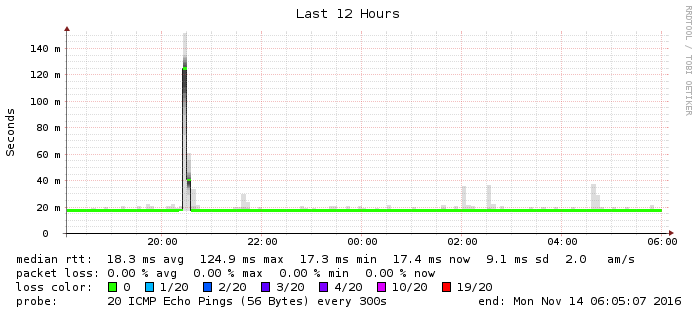 Last 12 Hours
RRDTOOL / TOBI OETIKER
Seconds
140 m
120 m
100 m
80 m
60 m
40 m
20 m
0
20:00 22:00 00:00 02:00 04:00 06:00
median rtt: 18.3 ms avg 124.9 ms max 17.3 ms min 17.4 ms now 9.1 ms sd 2.0 am/s
packet loss: 0.00 % avg 0.00 % max 0.00 % min 0.00 % now
loss color: 0 1/20 2/20 3/20 4/20 10/20 19/20
probe: 20 ICMP Echo Pings (56 Bytes) every 300s end: Mon Nov 14 06:05:07 2016